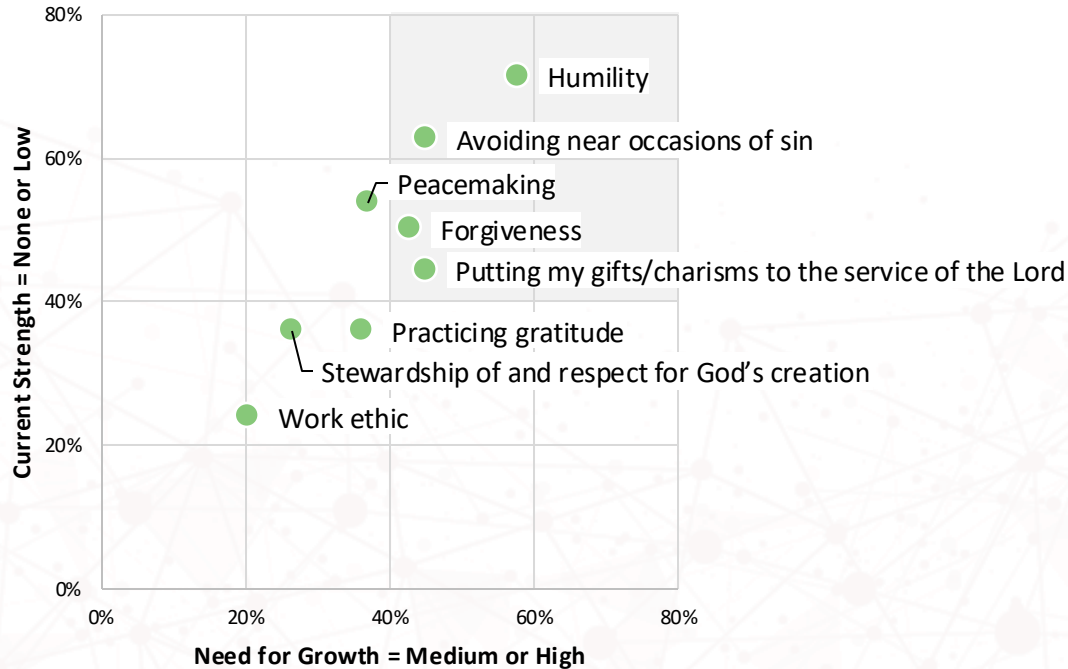 80%
Humility
Avoiding near occasions of sin
60%
Peacemaking
Forgiveness
Putting my gifts/charisms to the service of the Lord
40%
Practicing gratitude
Stewardship of and respect for God’s creation
Work ethic
20%
0%
0% 20% 40% 60% 80%
Current Strength = None or Low
Need for Growth = Medium or High